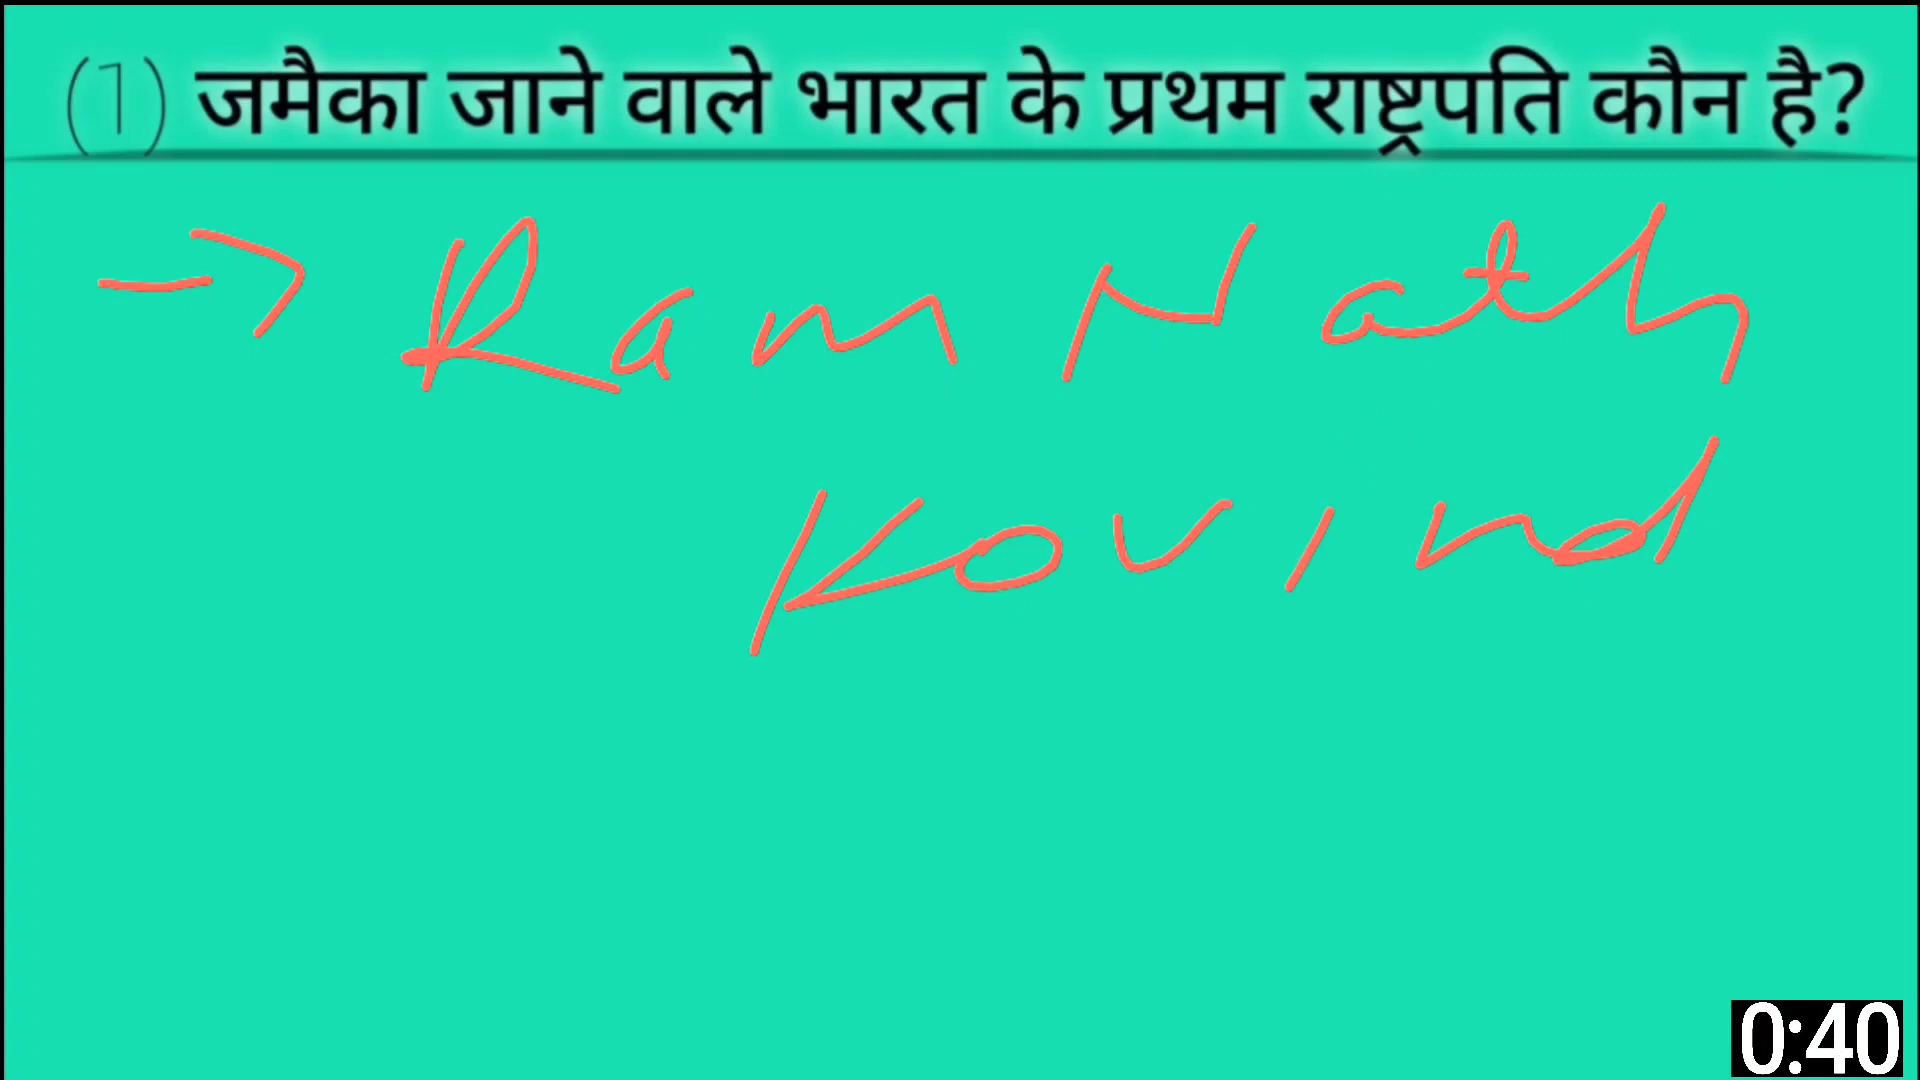 (1) जमैका जाने वाले भारत के प्रथम राष्ट्रपति कौन है?
→ Ram Nath
Kovind
0:40